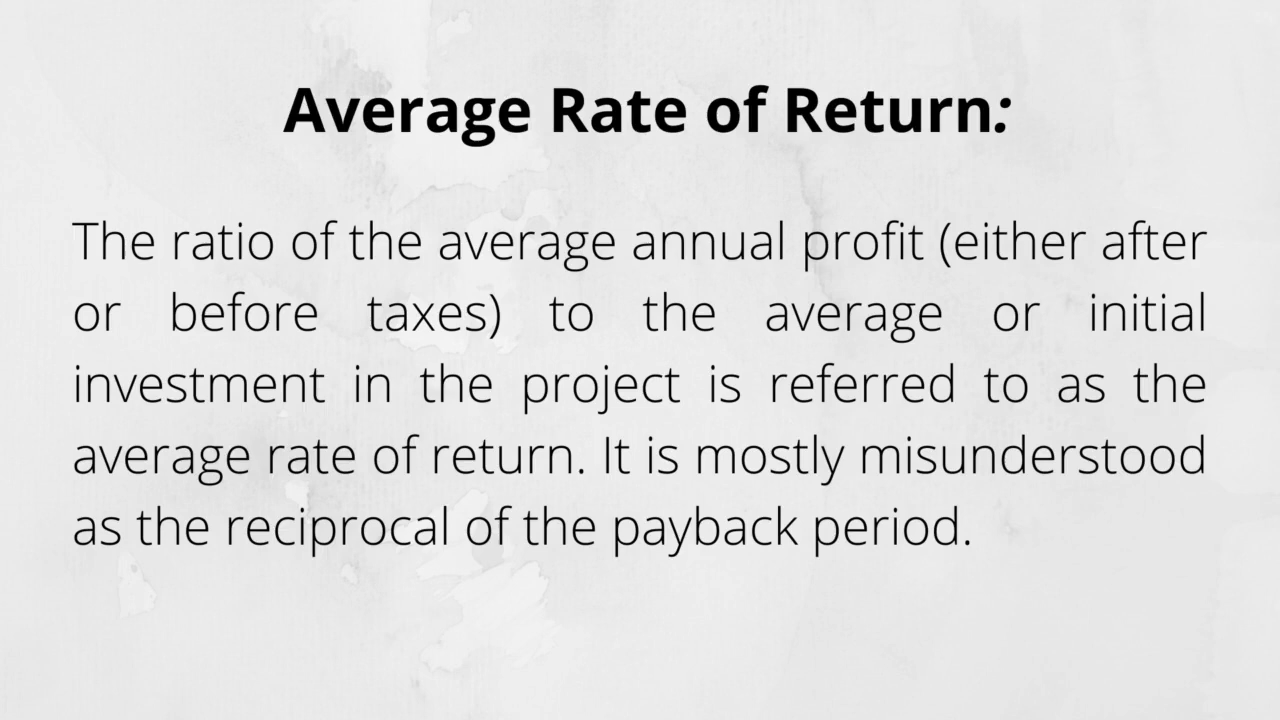 Average Rate of Return:
The ratio of the average annual profit (either after
or before taxes) to the average or initial
investment in the project is referred to as the
average rate of return. It is mostly misunderstood
as the reciprocal of the payback period.